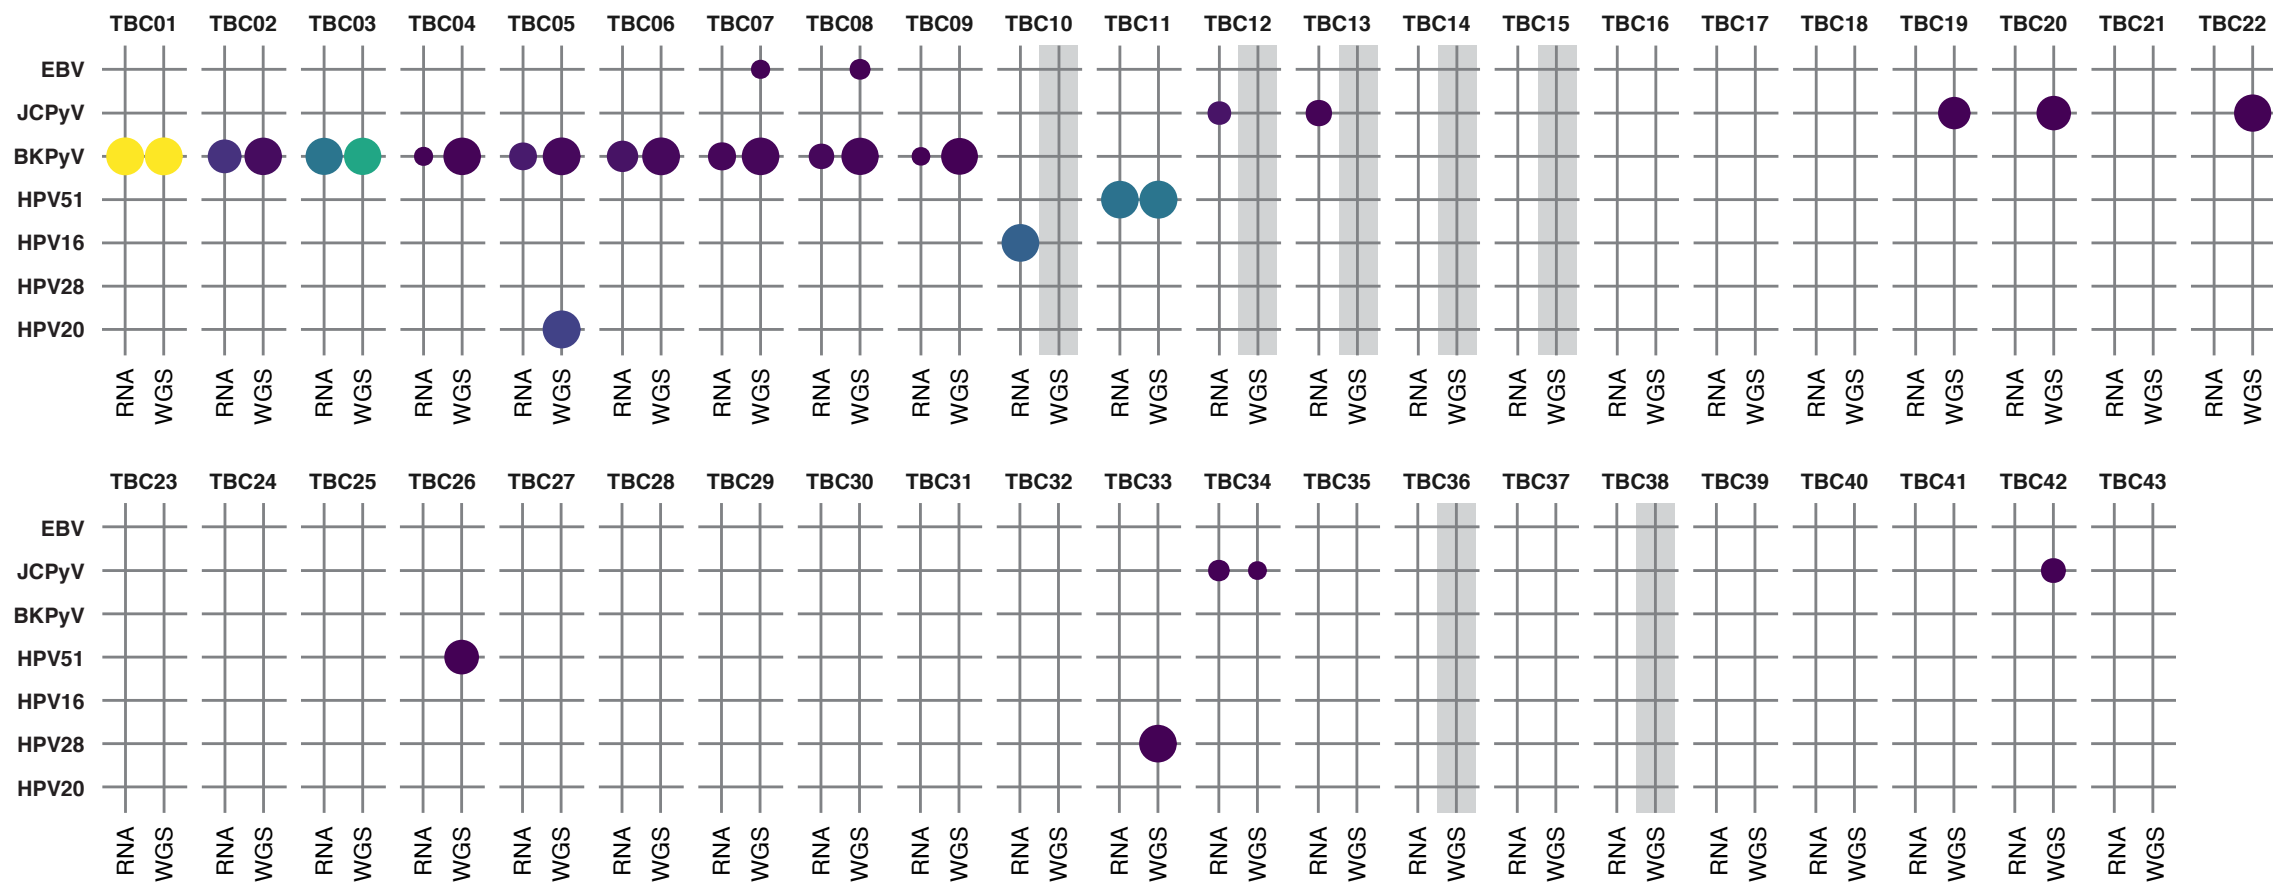 TBC01 TBC02 TBC03 TBC04 TBC05 TBC06 TBC07 TBC08 TBC09 TBC10 TBC11 TBC12 TBC13 TBC14 TBC15 TBC16 TBC17 TBC18 TBC19 TBC20 TBC21 TBC22
EBV
JCPyV
BKPyV
HPV51
HPV16
HPV28
HPV20
RNA WGS RNA WGS RNA WGS RNA WGS RNA WGS RNA WGS RNA WGS RNA WGS RNA WGS RNA WGS RNA WGS RNA WGS RNA WGS RNA WGS RNA WGS RNA WGS RNA WGS RNA WGS RNA WGS RNA WGS RNA WGS RNA WGS
TBC23 TBC24 TBC25 TBC26 TBC27 TBC28 TBC29 TBC30 TBC31 TBC32 TBC33 TBC34 TBC35 TBC36 TBC37 TBC38 TBC39 TBC40 TBC41 TBC42 TBC43
EBV
JCPyV
BKPyV
HPV51
HPV16
HPV28
HPV20
RNA WGS RNA WGS RNA WGS RNA WGS RNA WGS RNA WGS RNA WGS RNA WGS RNA WGS RNA WGS RNA WGS RNA WGS RNA WGS RNA WGS RNA WGS RNA WGS RNA WGS RNA WGS RNA WGS RNA WGS RNA WGS